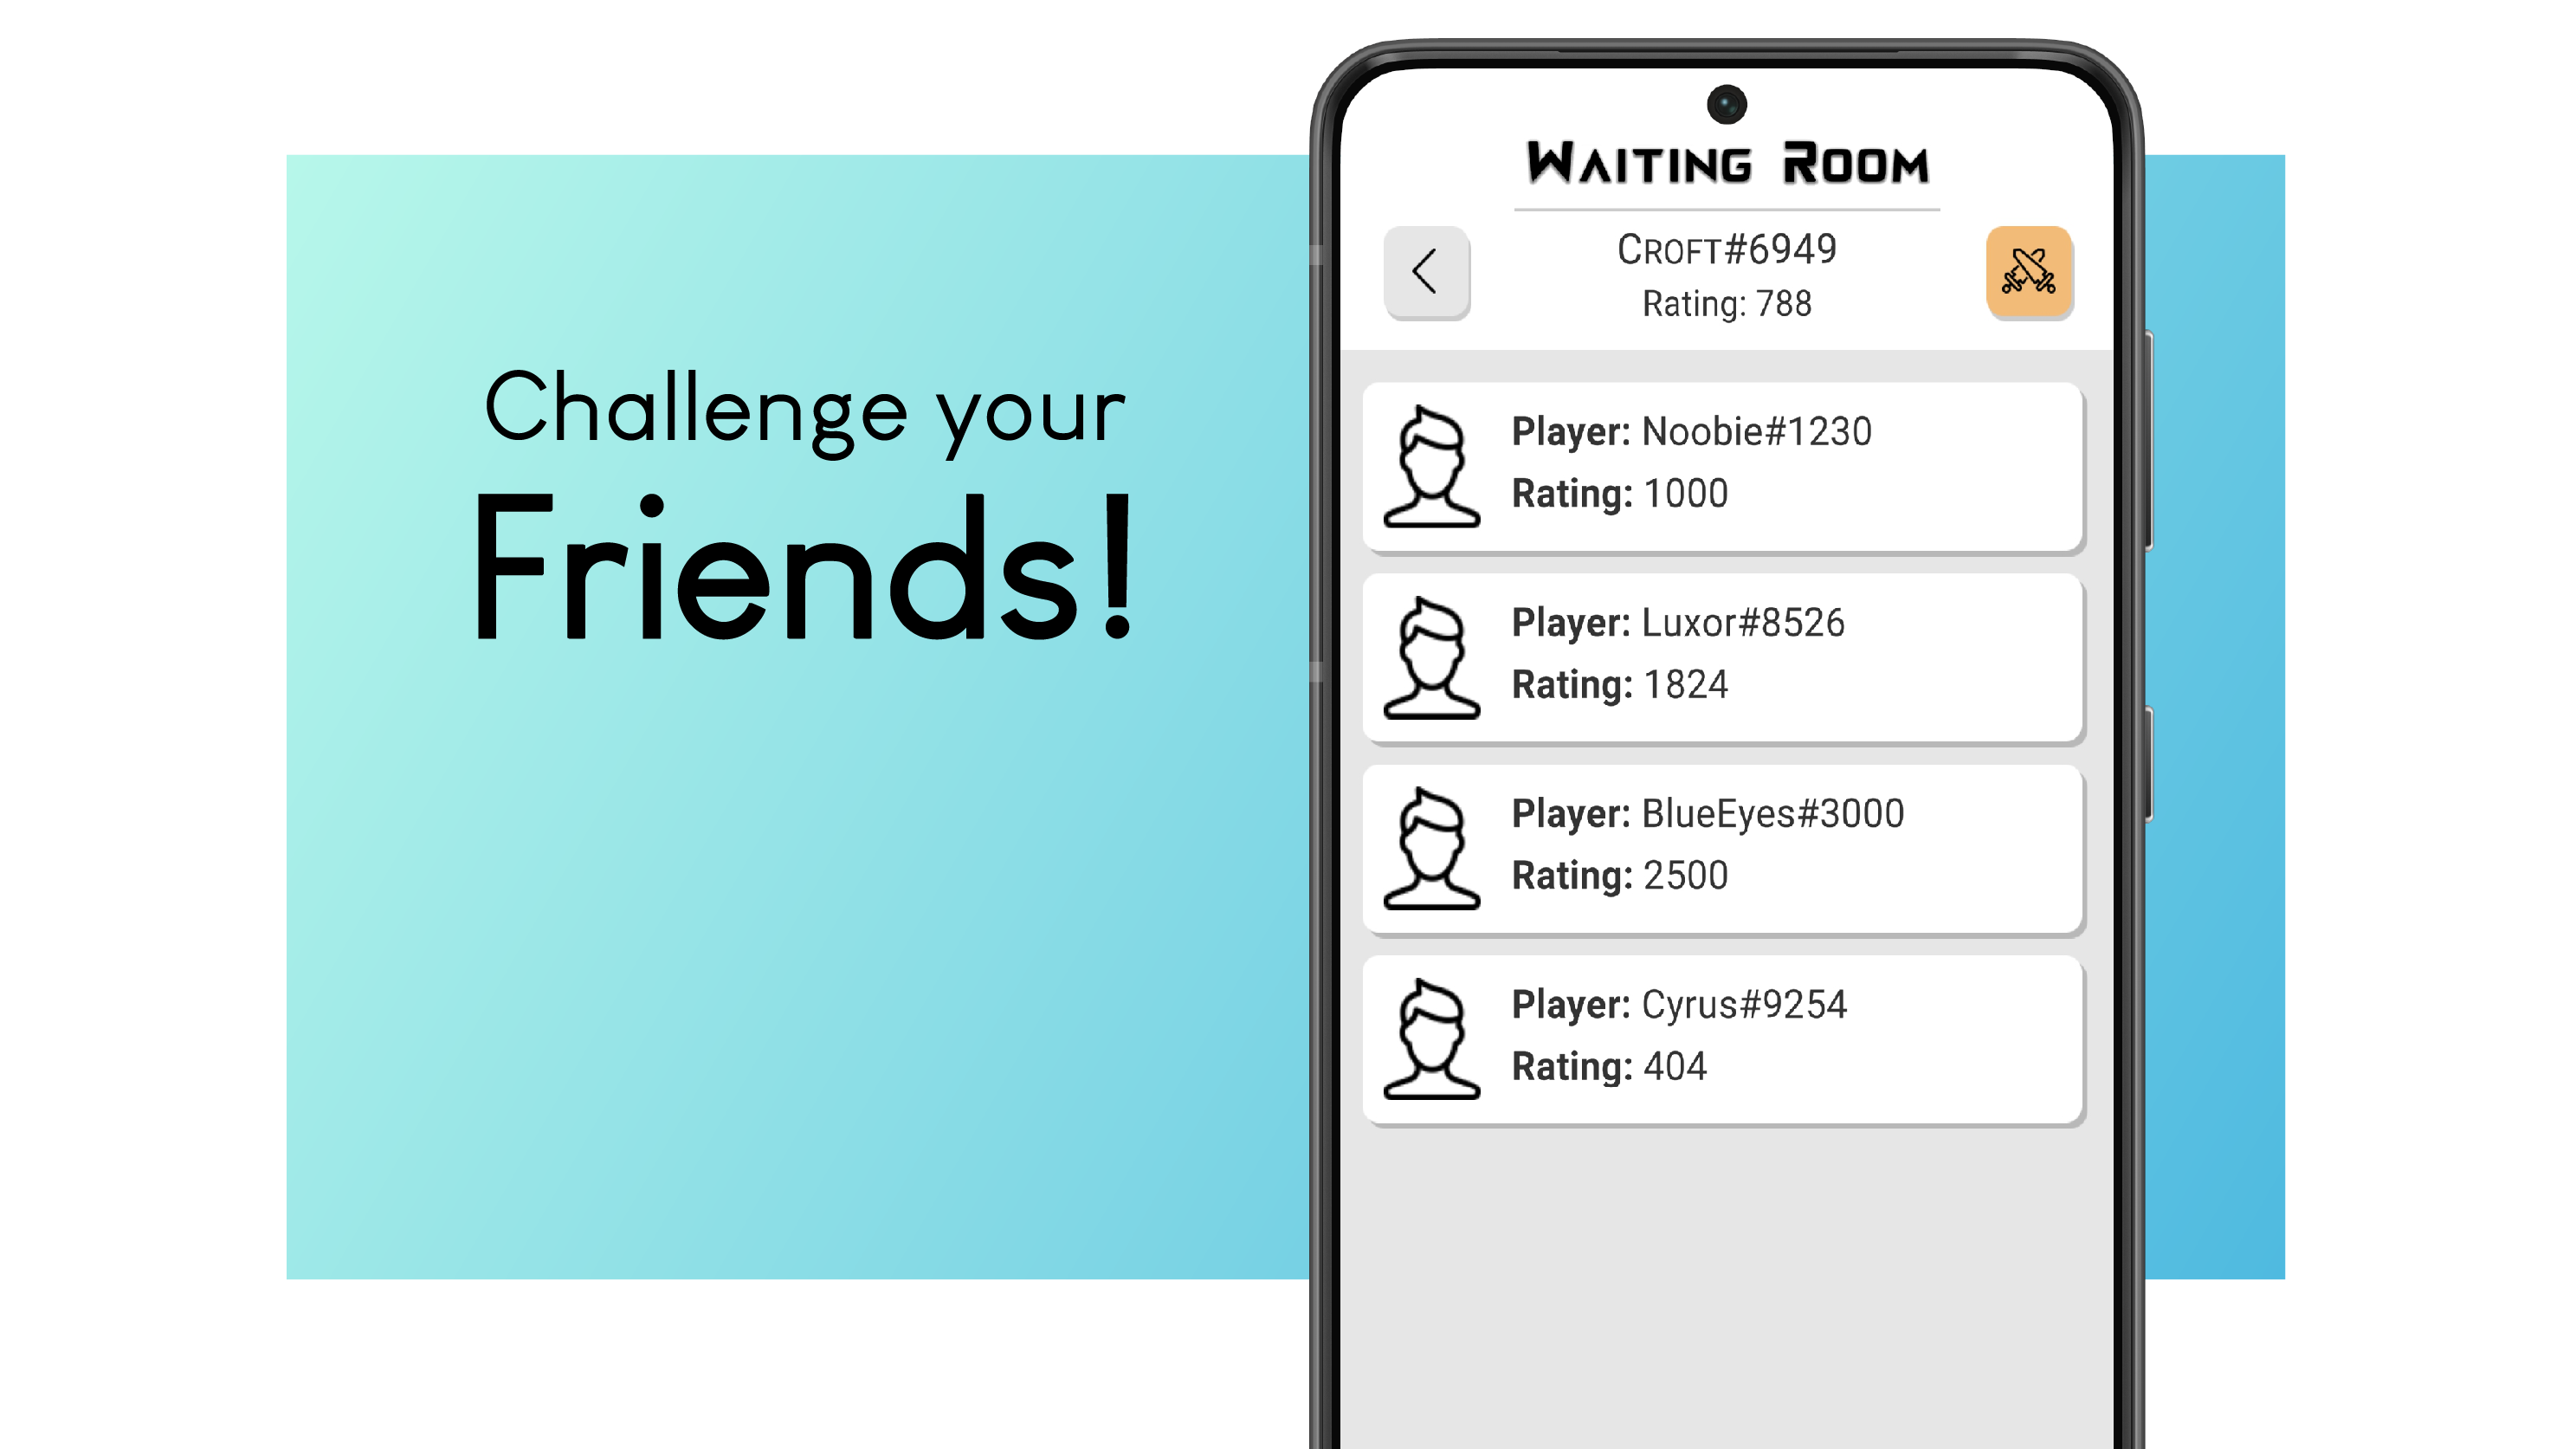 Challenge your
Friends!
Waiting Room
Croft#6949
Rating: 788
Player: Noobie#1230
Rating: 1000
Player: Luxor#8526
Rating: 1824
Player: BlueEyes#3000
Rating: 2500
Player: Cyrus#9254
Rating: 404